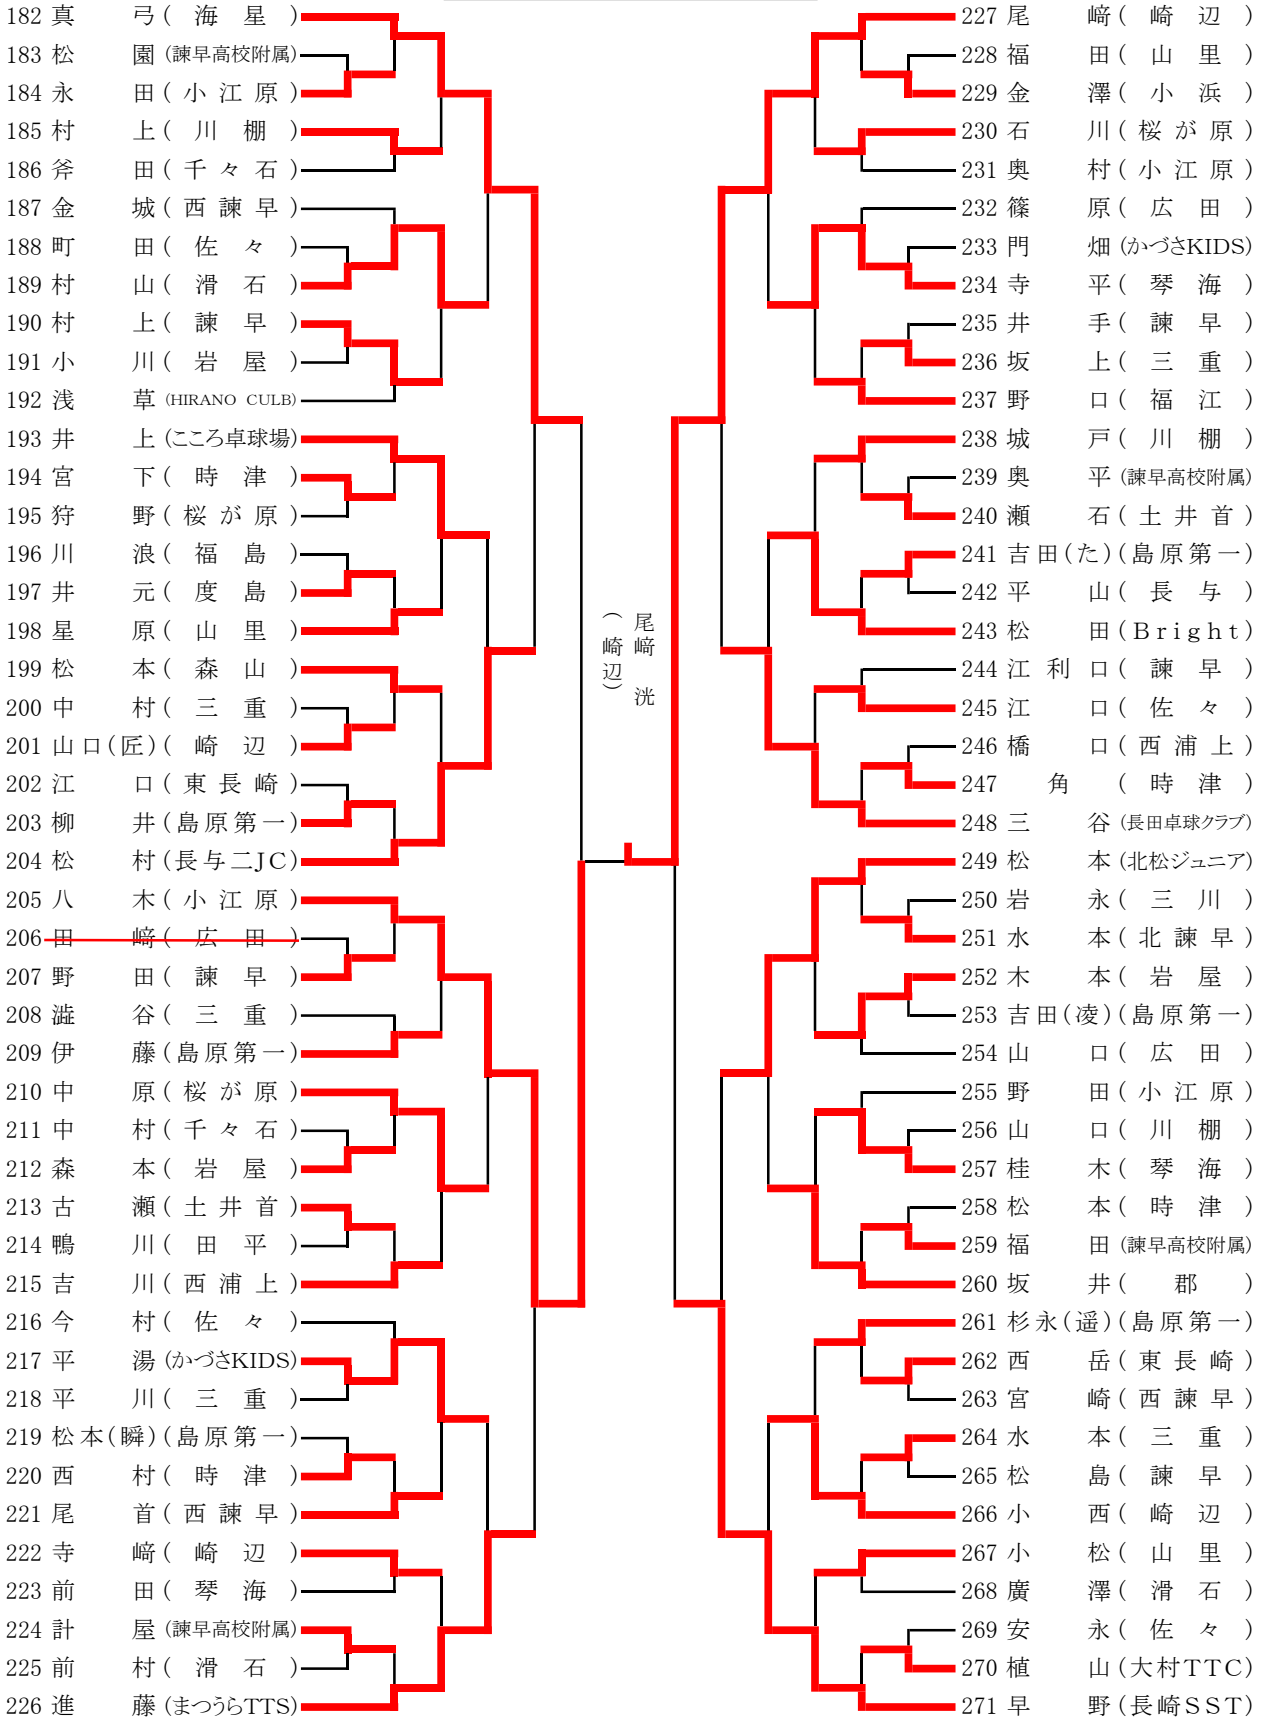 182 真弓(海星)
183 松園(諫早高校附属)
184 永田(小江原)
185 村上(川棚)
186 斧田(千々石)
187 金城(西諫早)
188 町田(佐々)
189 村山(滑石)
190 村上(諫早)
191 小川(岩屋)
192 浅草(HIRANO CULB)
193 井上(こころ卓球場)
194 宮下(時津)
195 狩野(桜が原)
196 川浪(福島)
197 井元(度島)
198 星原(山里)
199 松本(森山)
200 中村(三重)
201 山口(匠)(崎辺)
202 江口(東長崎)
203 柳井(島原第一)
204 松村(長与二JC)
205 八木(小江原)
206 田﨑(広田)
207 野田(諫早)
208 澁谷(三重)
209 伊藤(島原第一)
210 中原(桜が原)
211 中村(千々石)
212 森本(岩屋)
213 古瀬(土井首)
214 鴨川(田平)
215 吉川(西浦上)
216 今村(佐々)
217 平湯(かづさKIDS)
218 平川(三重)
219 松本(瞬)(島原第一)
220 西村(時津)
221 尾首(西諫早)
222 寺﨑(崎辺)
223 前田(琴海)
224 計屋(諫早高校附属)
225 前村(滑石)
226 進藤(まつうらTTS)
尾﨑 洸
(崎辺)
227 尾﨑(崎辺)
228 福田(山里)
229 金澤(小浜)
230 石川(桜が原)
231 奥村(小江原)
232 篠原(広田)
233 門畑(かづさKIDS)
234 寺平(琴海)
235 井手(諫早)
236 坂上(三重)
237 野口(福江)
238 城戸(川棚)
239 奥平(諫早高校附属)
240 瀬石(土井首)
241 吉田(た)(島原第一)
242 平山(長与)
243 松田(Bright)
244 江利口(諫早)
245 江口(佐々)
246 橋口(西浦上)
247 角(時津)
248 三谷(長田卓球クラブ)
249 松本(北松ジュニア)
250 岩永(三川)
251 水本(北諫早)
252 木本(岩屋)
253 吉田(凌)(島原第一)
254 山口(広田)
255 野田(小江原)
256 山口(川棚)
257 桂木(琴海)
258 松本(時津)
259 福田(諫早高校附属)
260 坂井(郡)
261 杉永(遥)(島原第一)
262 西岳(東長崎)
263 宮崎(西諫早)
264 水本(三重)
265 松島(諫早)
266 小西(崎辺)
267 小松(山里)
268 廣澤(滑石)
269 安永(佐々)
270 植山(大村TTC)
271 早野(長崎SST)